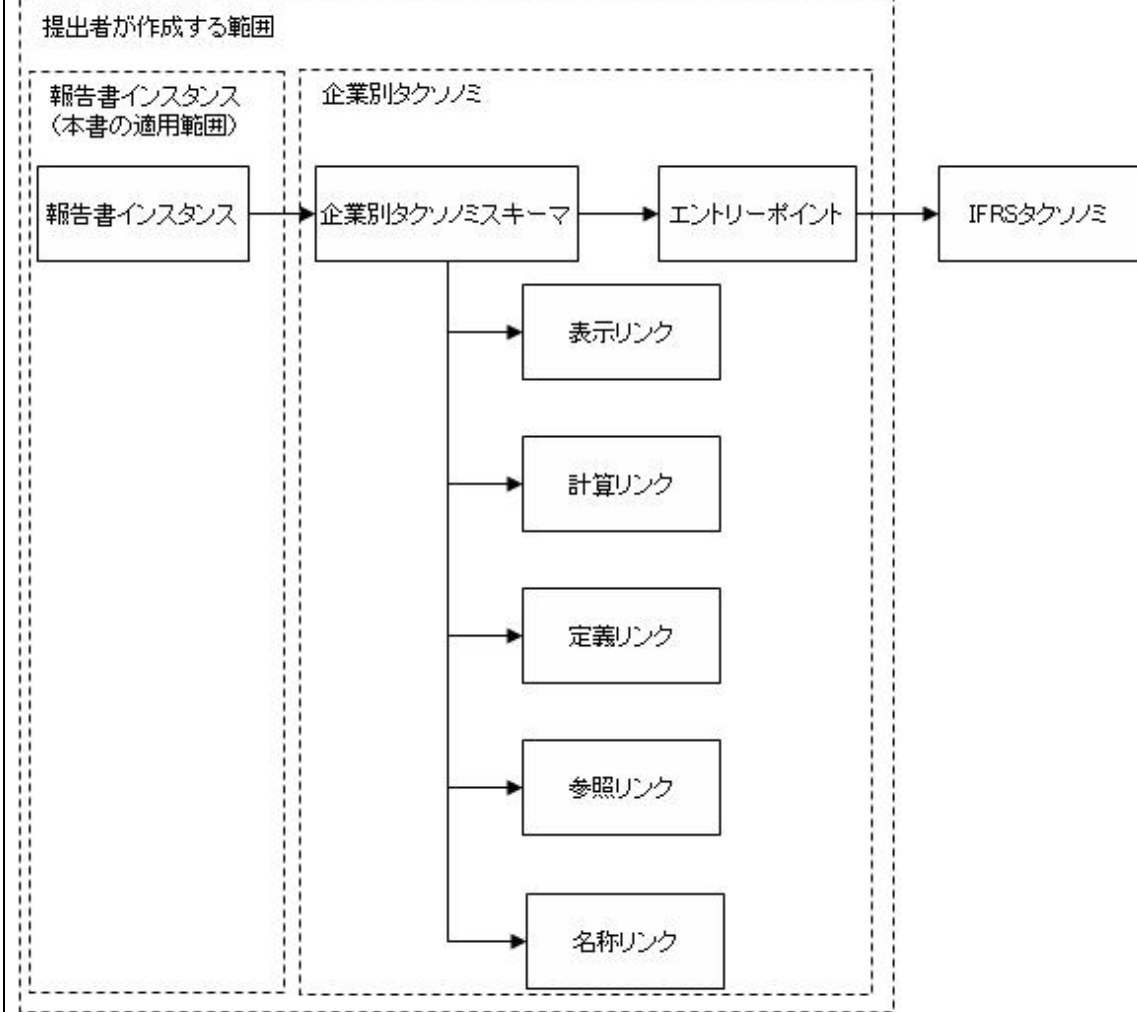 提出者が作成する範囲
報告書インスタンス
（本書の適用範囲）
企業別タクソノミ
報告書インスタンス
企業別タクソノミスキーマ
エントリーポイント
IFRSタクソノミ
表示リンク
計算リンク
定義リンク
参照リンク
名称リンク